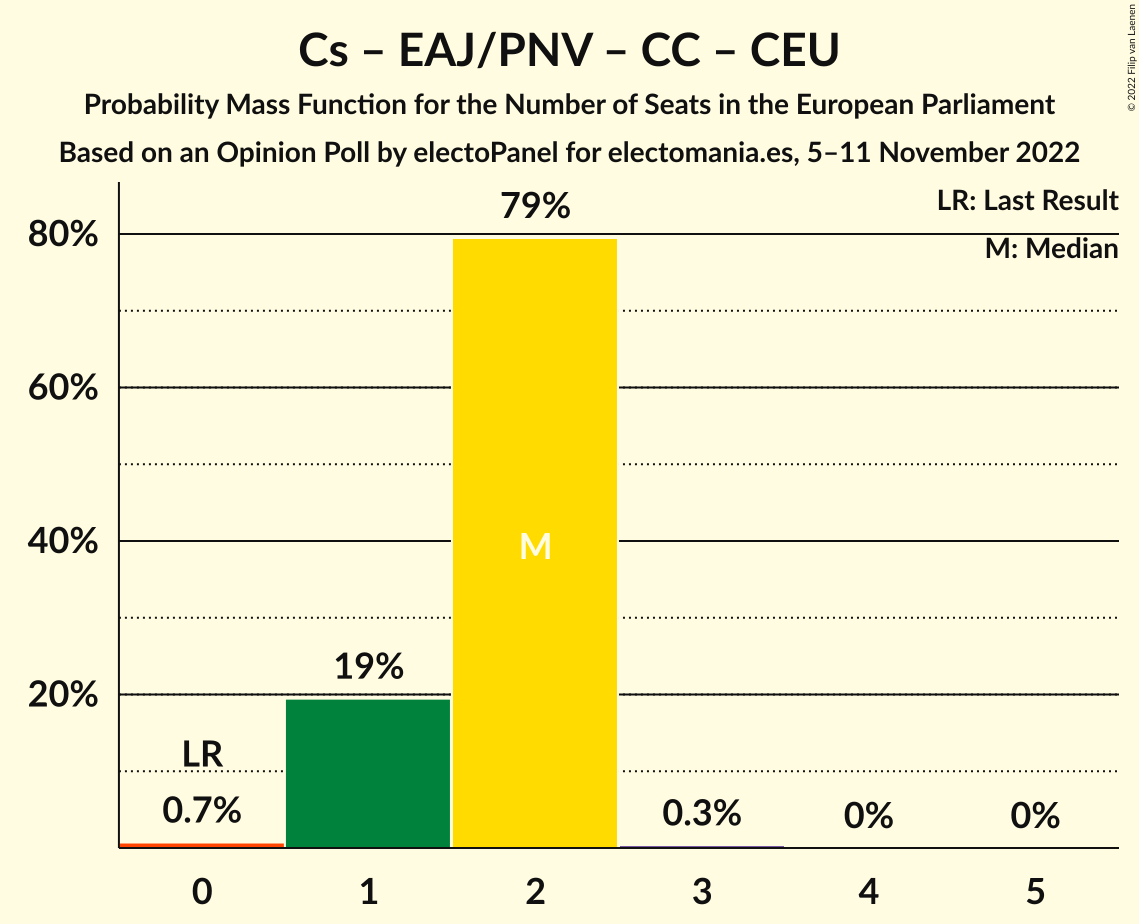 Cs – EAJ/PNV – CC – CEU
Probability Mass Function for the Number of Seats in the European Parliament
Based on an Opinion Poll by electoPanel for electomania.es, 5–11 November 2022
© 2022 Filip van Laenen
LR: Last Result
M: Median
79%
80%
60%
40%
M
19%
20%
LR
0.7%
0.3%
0%
0%
0 1 2 3 4 5